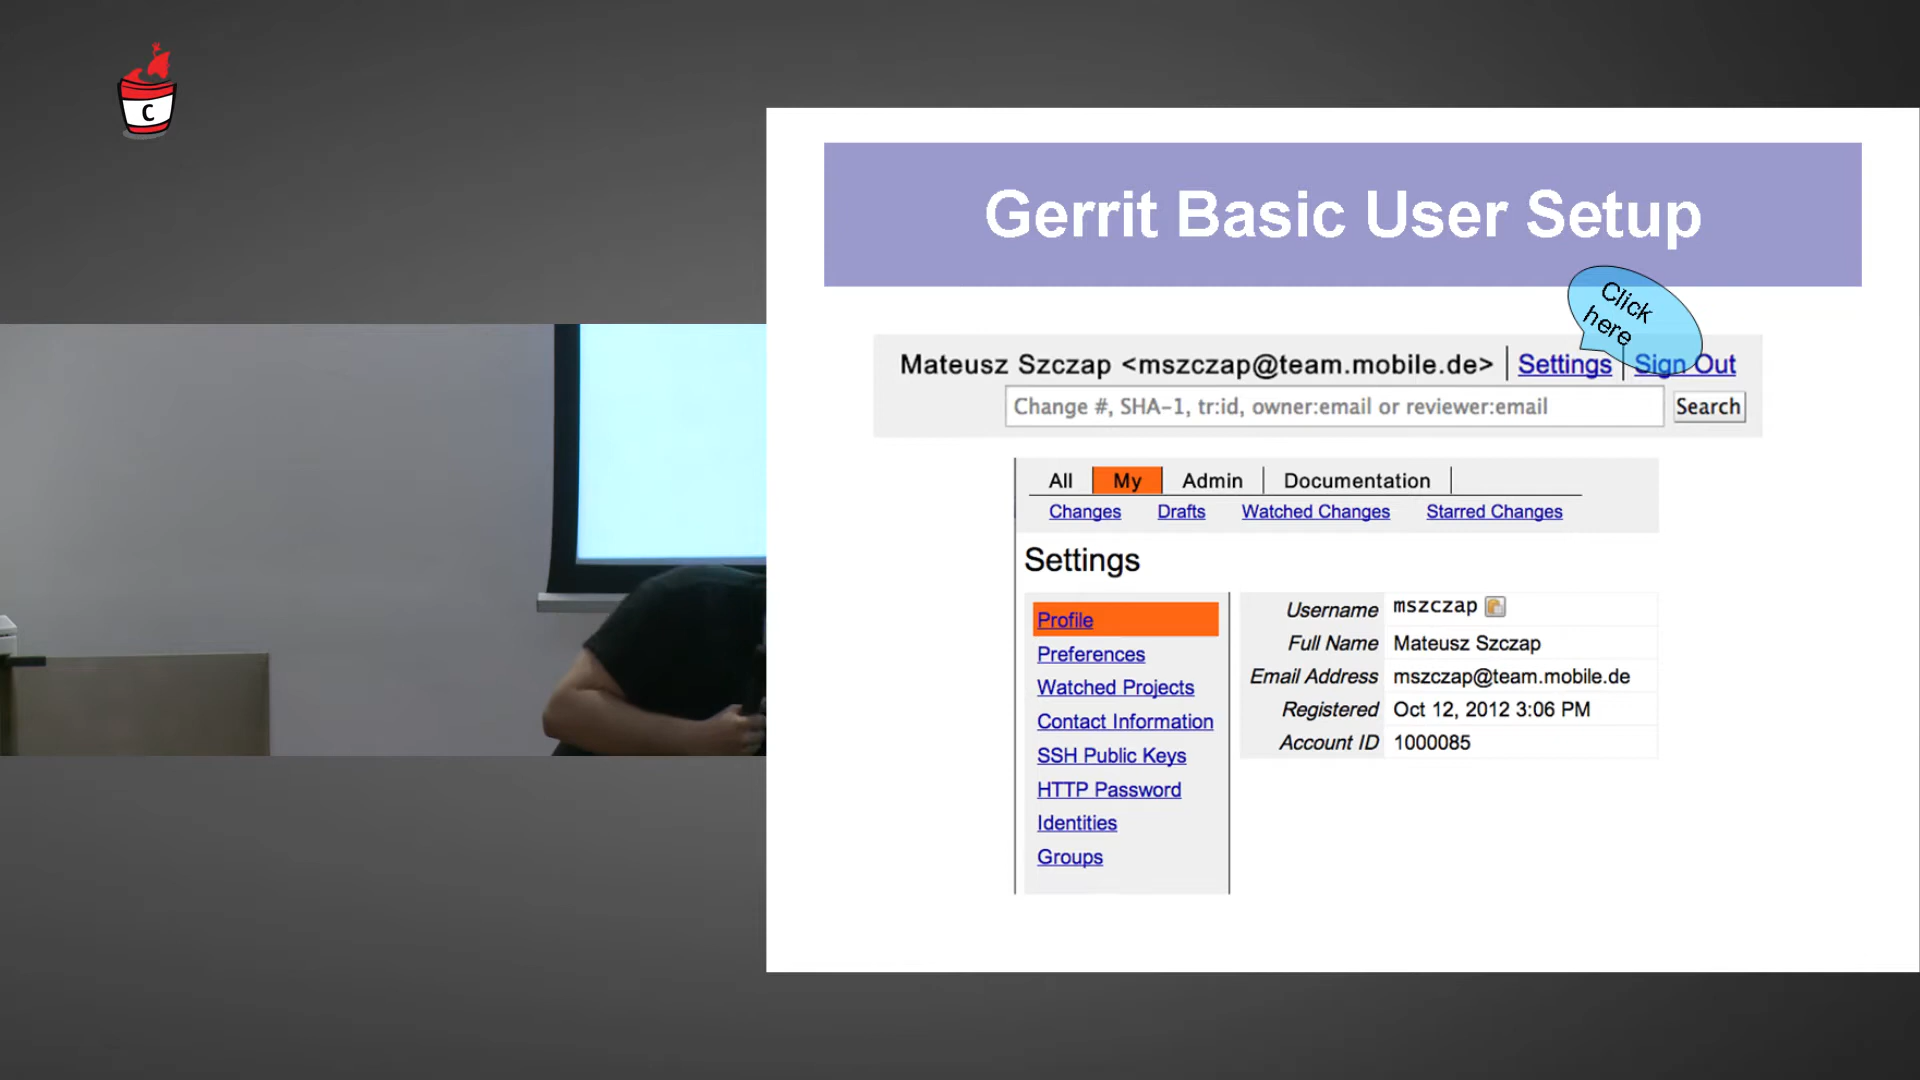 C
Gerrit Basic User Setup
Click
here
Mateusz Szczap <mszczap@team.mobile.de> | Settings | Sign Out
Change #, SHA-1, tr:id, owner:email or reviewer:email Search
All My Admin Documentation
Changes Drafts Watched Changes Starred Changes
Settings
Profile
Preferences
Watched Projects
Contact Information
SSH Public Keys
HTTP Password
Identities
Groups
Username mszczap
Full Name Mateusz Szczap
Email Address mszczap@team.mobile.de
Registered Oct 12, 2012 3:06 PM
Account ID 1000085